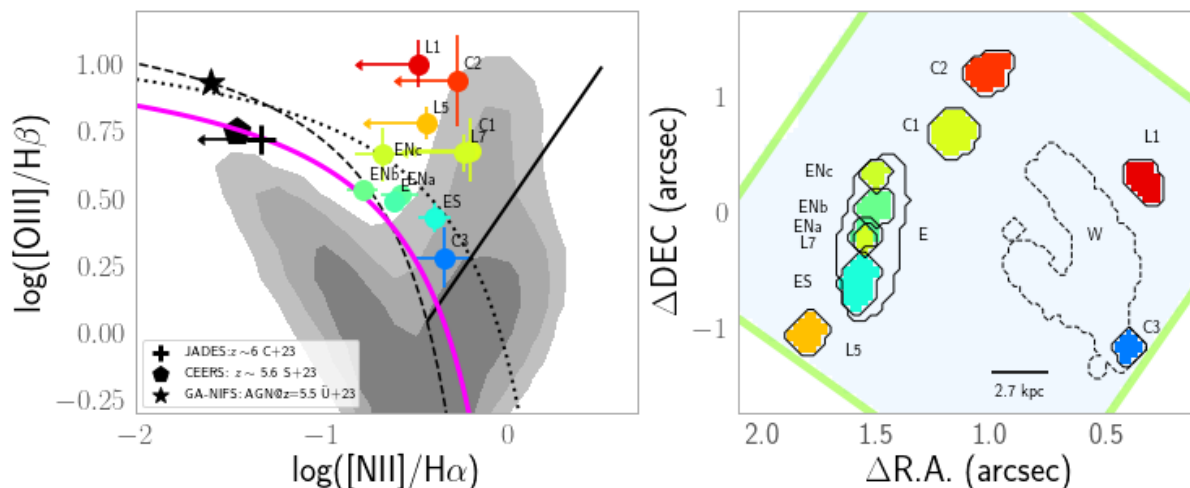 1.00
0.75
0.50
0.25
0.00
−0.25
log([OIII]/Hβ)
−2
−1
0
log([NII]/Hα)
L1
C2
L5
C1
L7
ENc
ENb
ENa
E
ES
C3
JADES:z ~6 C+23
CEERS: z~ 5.6 S+23
GA-NIFS: AGN@z=5.5 Ü+23
1
0
−1
ΔDEC (arcsec)
2.0
1.5
1.0
0.5
ΔR.A. (arcsec)
C2
C1
L1
ENc
ENb
ENa
L7
E
W
ES
L5
C3
2.7 kpc